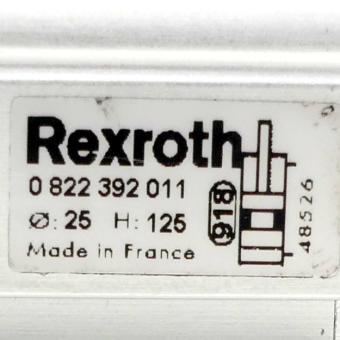 Rexroth
0 822 392 011
Ø: 25 H: 125
Made in France
918
48526